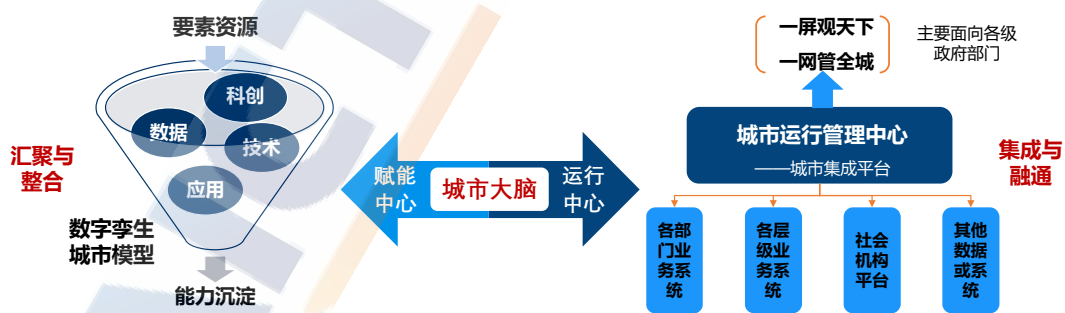 要素资源
科创
数据
技术
应用
汇聚与
整合
数字孪生
城市模型
能力沉淀
赋能
中心
城市大脑
运行
中心
一屏观天下
一网管全城
主要面向各级
政府部门
城市运行管理中心
——城市集成平台
集成与
融通
各部
门业
务系
统
各层
级业
务系
统
社会
机构
平台
其他
数据
或系
统